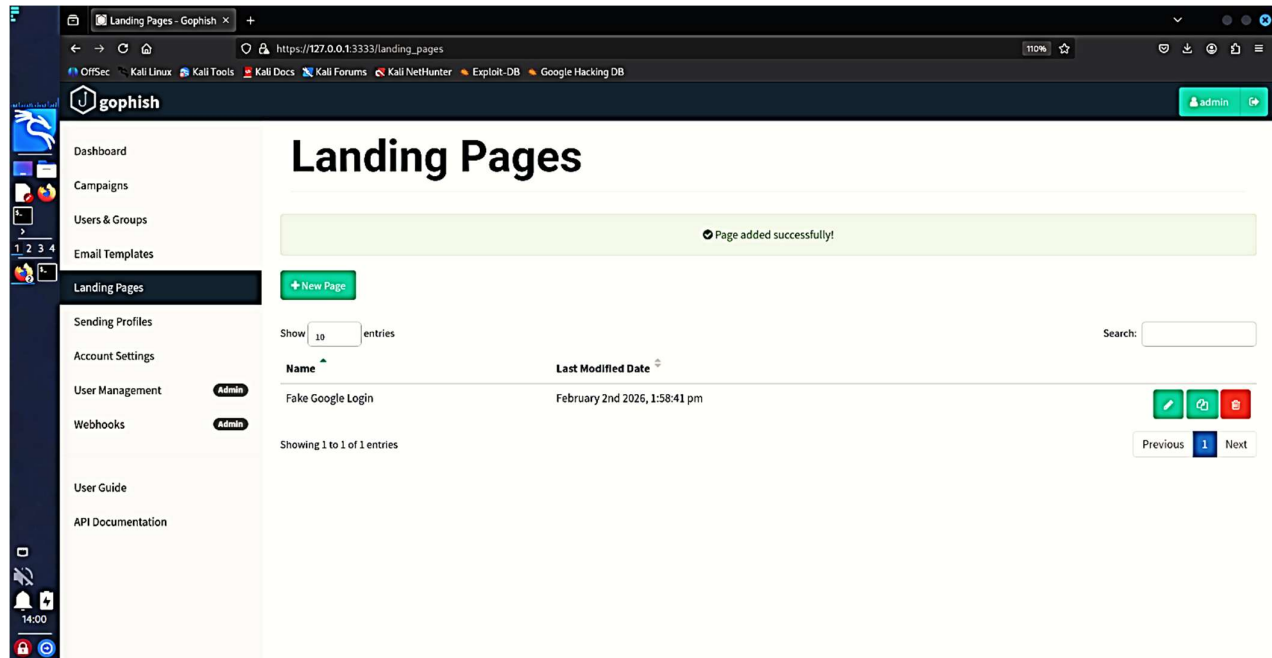 Landing Pages - Gophish
https://127.0.0.1:3333/landing_pages
110%
OffSec Kali Linux Kali Tools Kali Docs Kali Forums Kali NetHunter Exploit-DB Google Hacking DB
gophish
admin
Dashboard
Campaigns
Users & Groups
Email Templates
Landing Pages
Sending Profiles
Account Settings
User Management Admin
Webhooks Admin
User Guide
API Documentation
Landing Pages
Page added successfully!
New Page
Show 10 entries
Search:
Name Last Modified Date
Fake Google Login February 2nd 2026, 1:58:41 pm
Showing 1 to 1 of 1 entries
Previous 1 Next
1 2 3 4
14:00